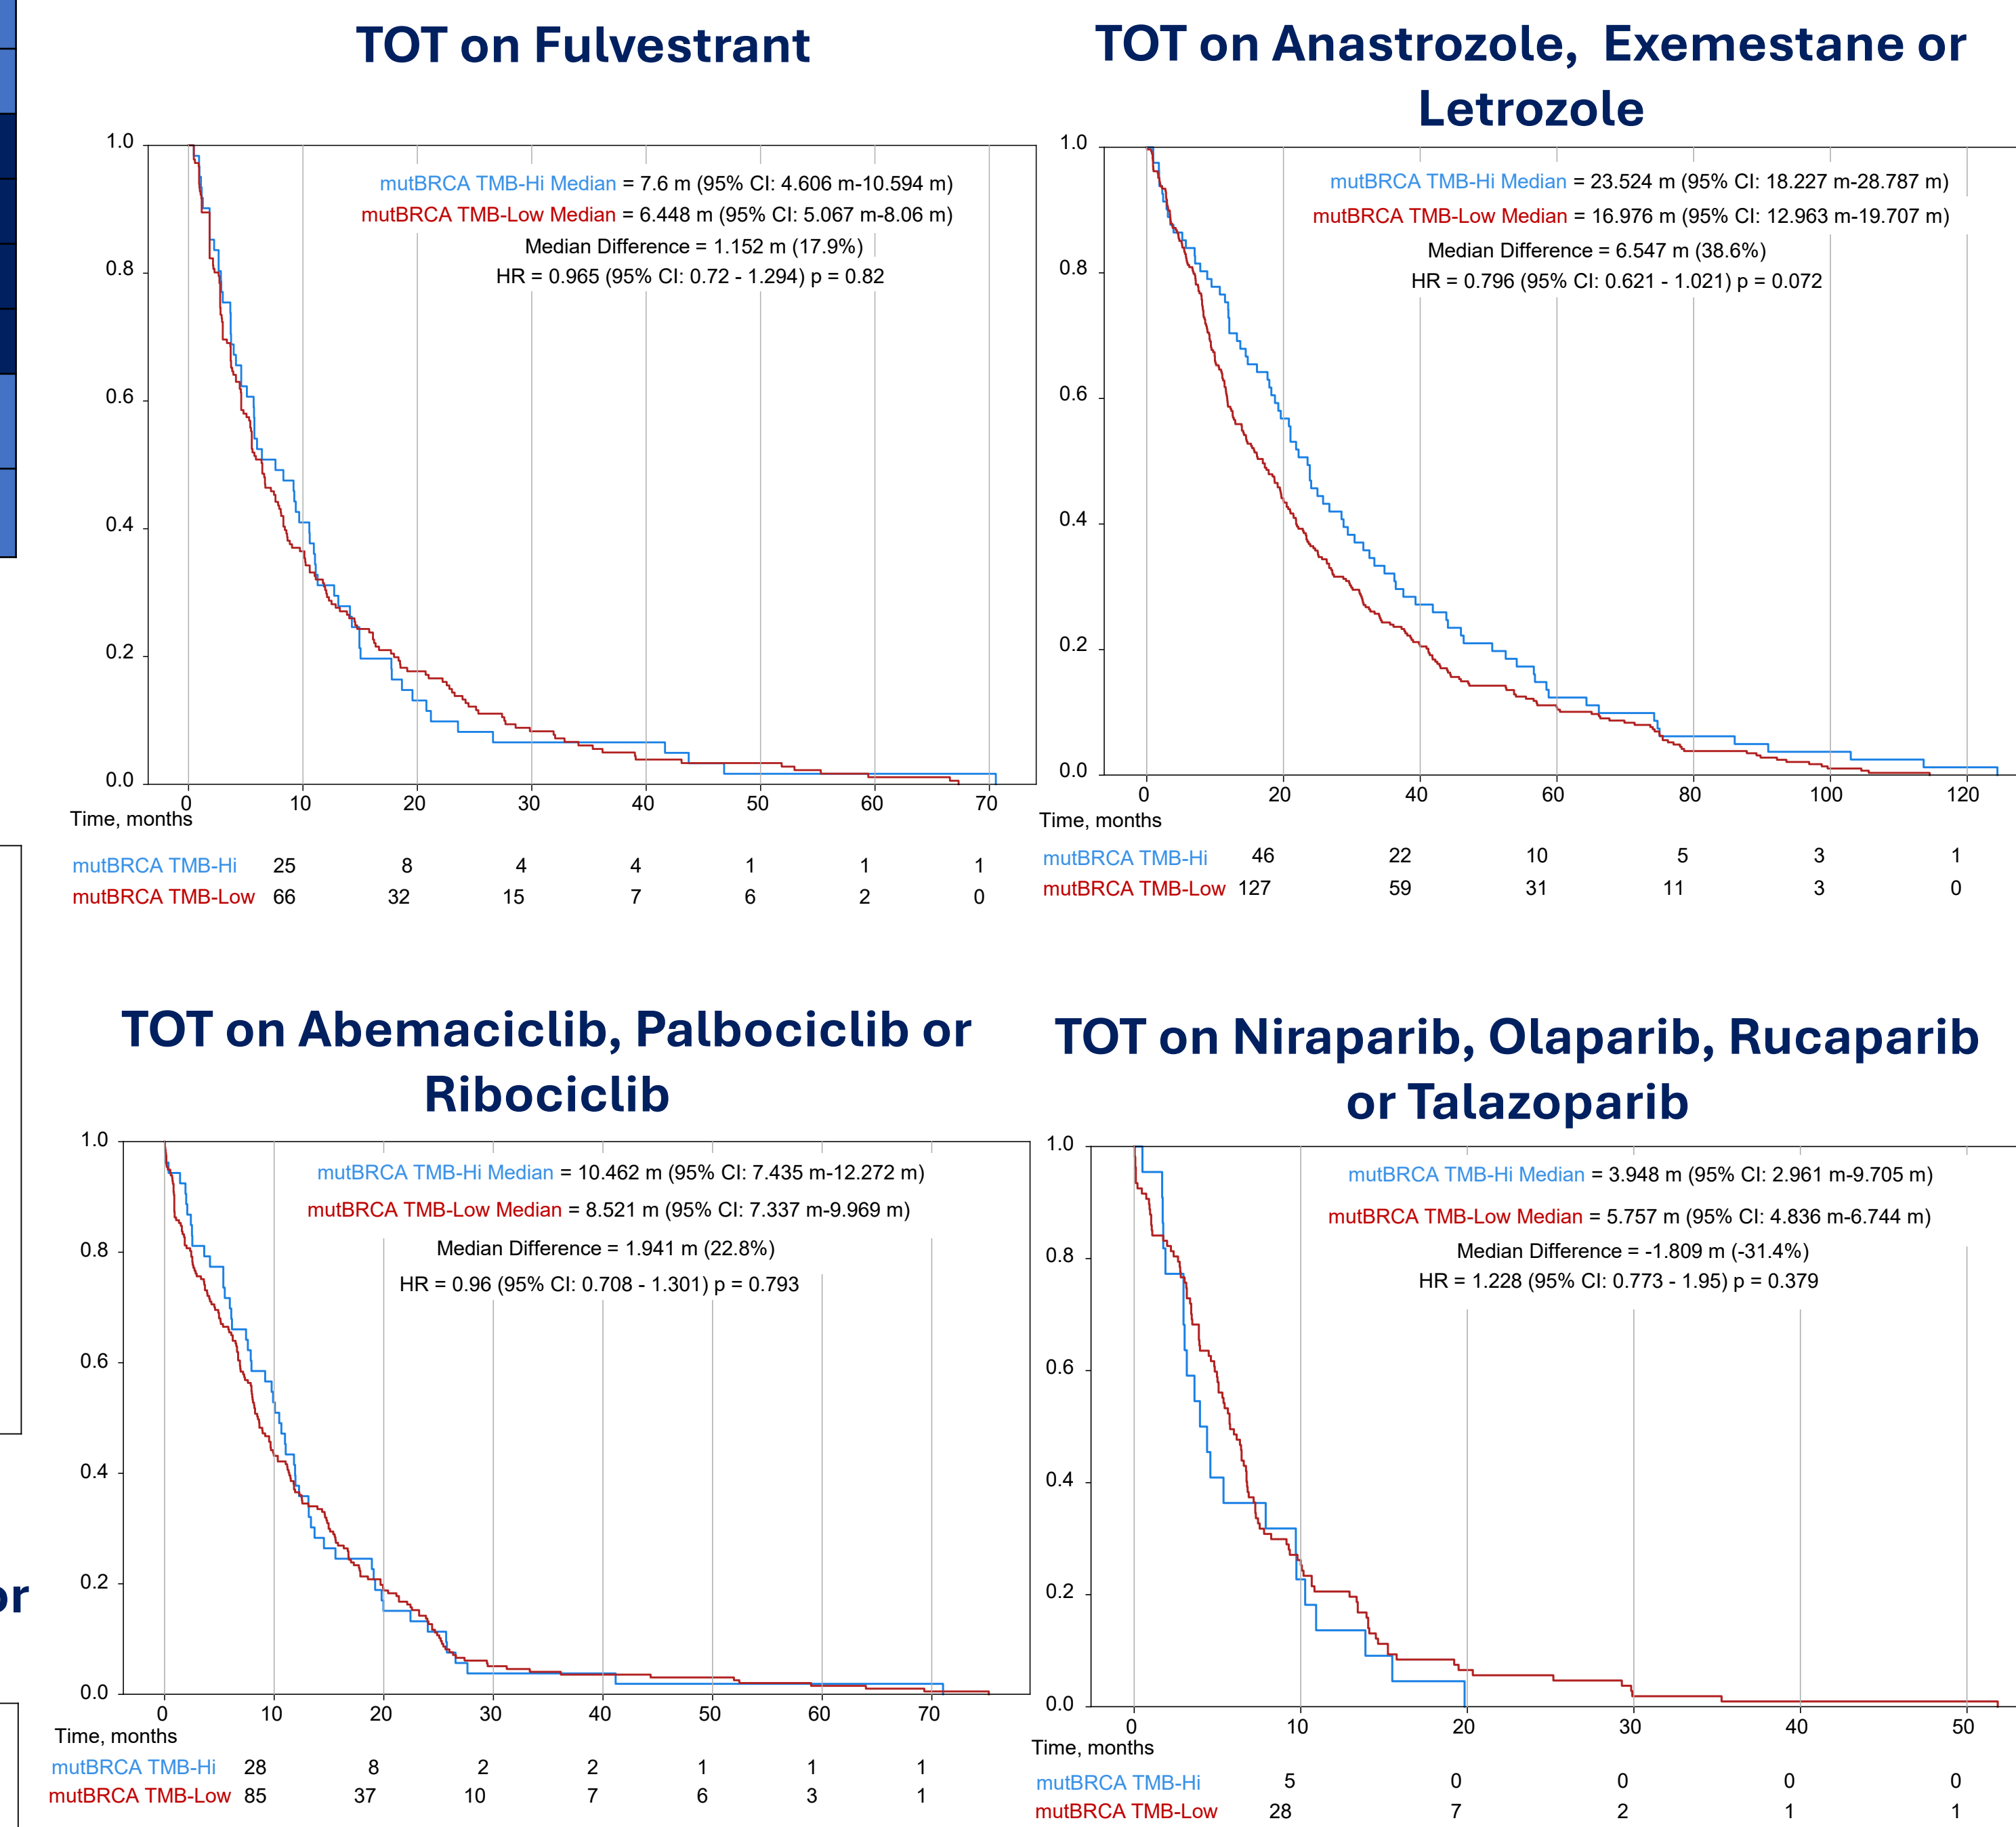 TOT on Fulvestrant
1.0
0.8
0.6
0.4
0.2
0.0
mutBRCA TMB-Hi Median = 7.6 m (95% CI: 4.606 m-10.594 m)
mutBRCA TMB-Low Median = 6.448 m (95% CI: 5.067 m-8.06 m)
Median Difference = 1.152 m (17.9%)
HR = 0.965 (95% CI: 0.72 - 1.294) p = 0.82
0 10 20 30 40 50 60 70
Time, months
mutBRCA TMB-Hi 25 8 4 4 1 1 1
mutBRCA TMB-Low 66 32 15 7 6 2 0
TOT on Anastrozole, Exemestane or
Letrozole
1.0
0.8
0.6
0.4
0.2
0.0
mutBRCA TMB-Hi Median = 23.524 m (95% CI: 18.227 m-28.787 m)
mutBRCA TMB-Low Median = 16.976 m (95% CI: 12.963 m-19.707 m)
Median Difference = 6.547 m (38.6%)
HR = 0.796 (95% CI: 0.621 - 1.021) p = 0.072
0 20 40 60 80 100 120
Time, months
mutBRCA TMB-Hi 46 22 10 5 3 1
mutBRCA TMB-Low 127 59 31 11 3 0
TOT on Abemaciclib, Palbociclib or
Ribociclib
1.0
0.8
0.6
0.4
0.2
0.0
mutBRCA TMB-Hi Median = 10.462 m (95% CI: 7.435 m-12.272 m)
mutBRCA TMB-Low Median = 8.521 m (95% CI: 7.337 m-9.969 m)
Median Difference = 1.941 m (22.8%)
HR = 0.96 (95% CI: 0.708 - 1.301) p = 0.793
0 10 20 30 40 50 60 70
Time, months
mutBRCA TMB-Hi 28 8 2 2 1 1 1
mutBRCA TMB-Low 85 37 10 7 6 3 1
TOT on Niraparib, Olaparib, Rucaparib
or Talazoparib
1.0
0.8
0.6
0.4
0.2
0.0
mutBRCA TMB-Hi Median = 3.948 m (95% CI: 2.961 m-9.705 m)
mutBRCA TMB-Low Median = 5.757 m (95% CI: 4.836 m-6.744 m)
Median Difference = -1.809 m (-31.4%)
HR = 1.228 (95% CI: 0.773 - 1.95) p = 0.379
0 10 20 30 40 50
Time, months
mutBRCA TMB-Hi 5 0 0 0 0
mutBRCA TMB-Low 28 7 2 1 1